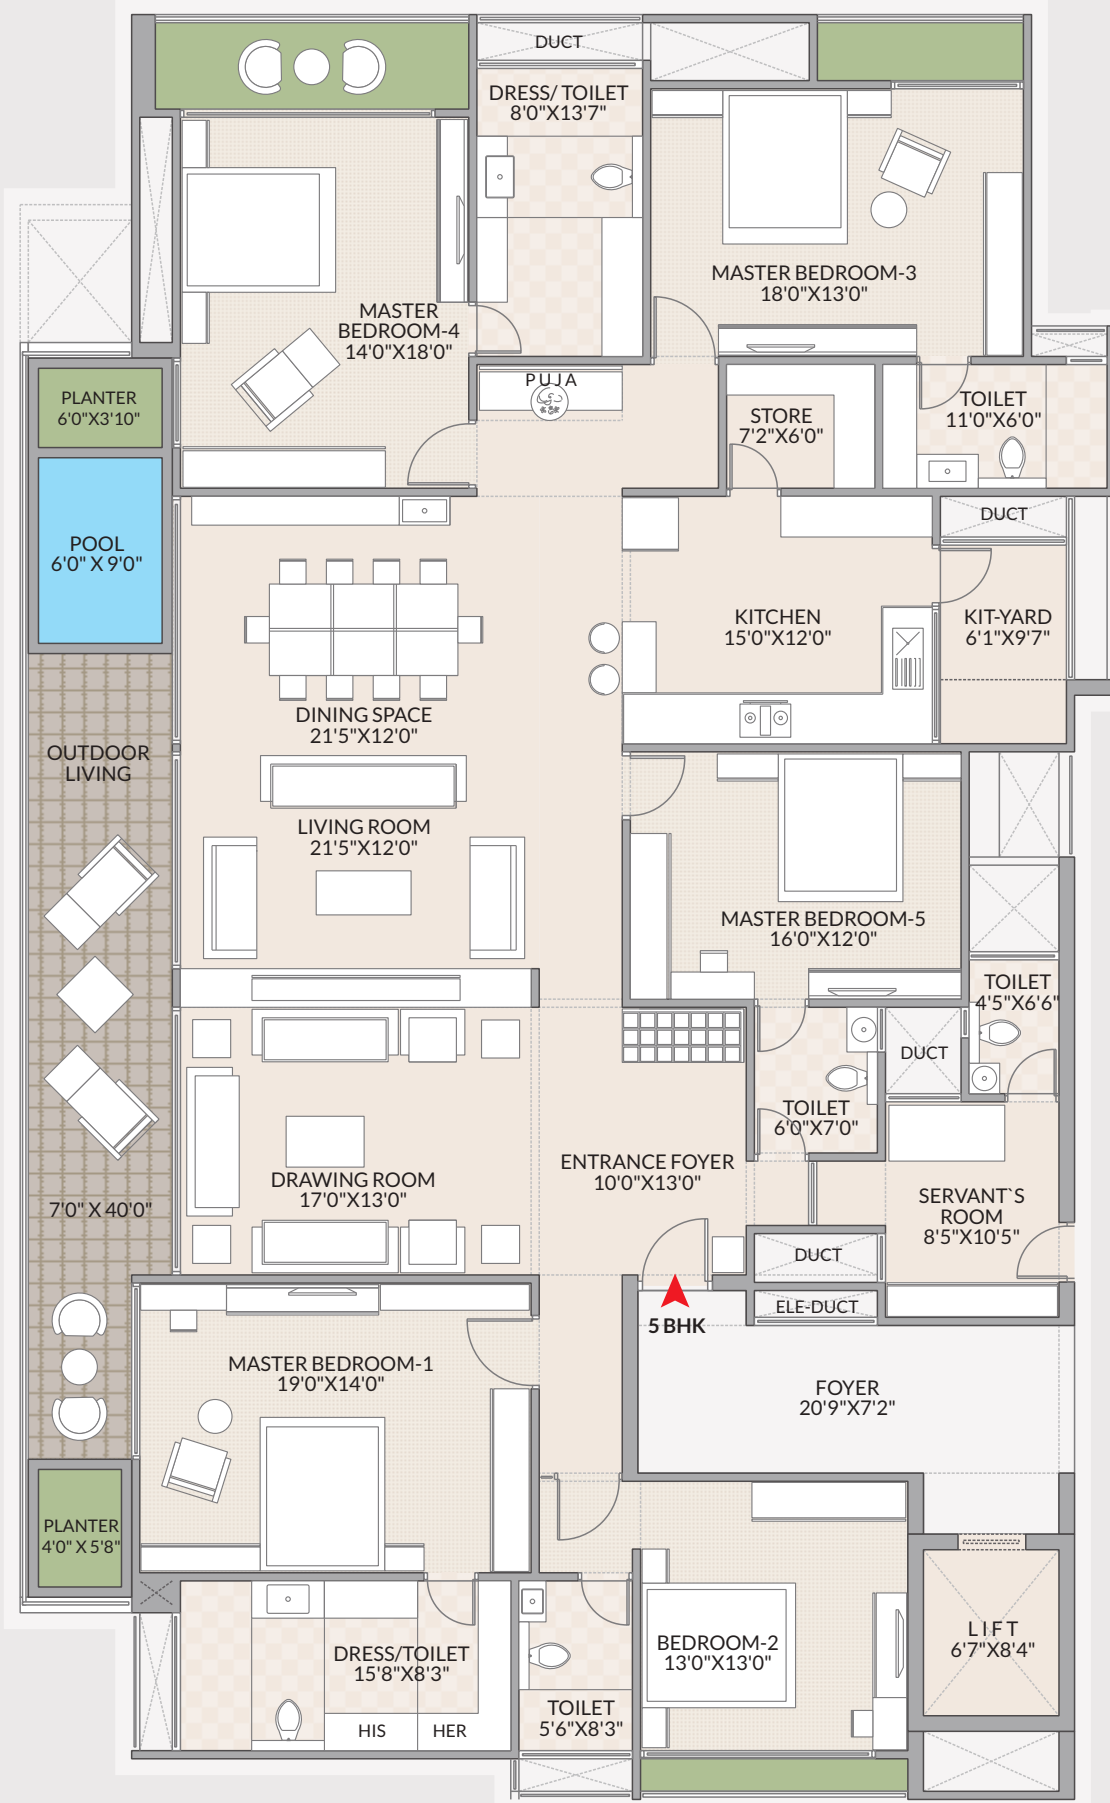 DUCT
DRESS/ TOILET
8'0"X13'7"
MASTER BEDROOM-3
18'0"X13'0"
MASTER
BEDROOM-4
14'0"X18'0"
PUJA
PLANTER
6'0"X3'10"
STORE
7'2"X6'0"
TOILET
11'0"X6'0"
DUCT
POOL
6'0" X 9'0"
KITCHEN
15'0"X12'0"
KIT-YARD
6'1"X9'7"
DINING SPACE
21'5"X12'0"
OUTDOOR
LIVING
LIVING ROOM
21'5"X12'0"
MASTER BEDROOM-5
16'0"X12'0"
TOILET
4'5"X6'6"
DUCT
TOILET
6'0"X7'0"
ENTRANCE FOYER
10'0"X13'0"
DRAWING ROOM
17'0"X13'0"
7'0" X 40'0"
SERVANT`S
ROOM
8'5"X10'5"
DUCT
ELE-DUCT
5 BHK
MASTER BEDROOM-1
19'0"X14'0"
FOYER
20'9"X7'2"
PLANTER
4'0" X 5'8"
DRESS/TOILET
15'8"X8'3"
HIS
HER
TOILET
5'6"X8'3"
BEDROOM-2
13'0"X13'0"
LIFT
6'7"X8'4"